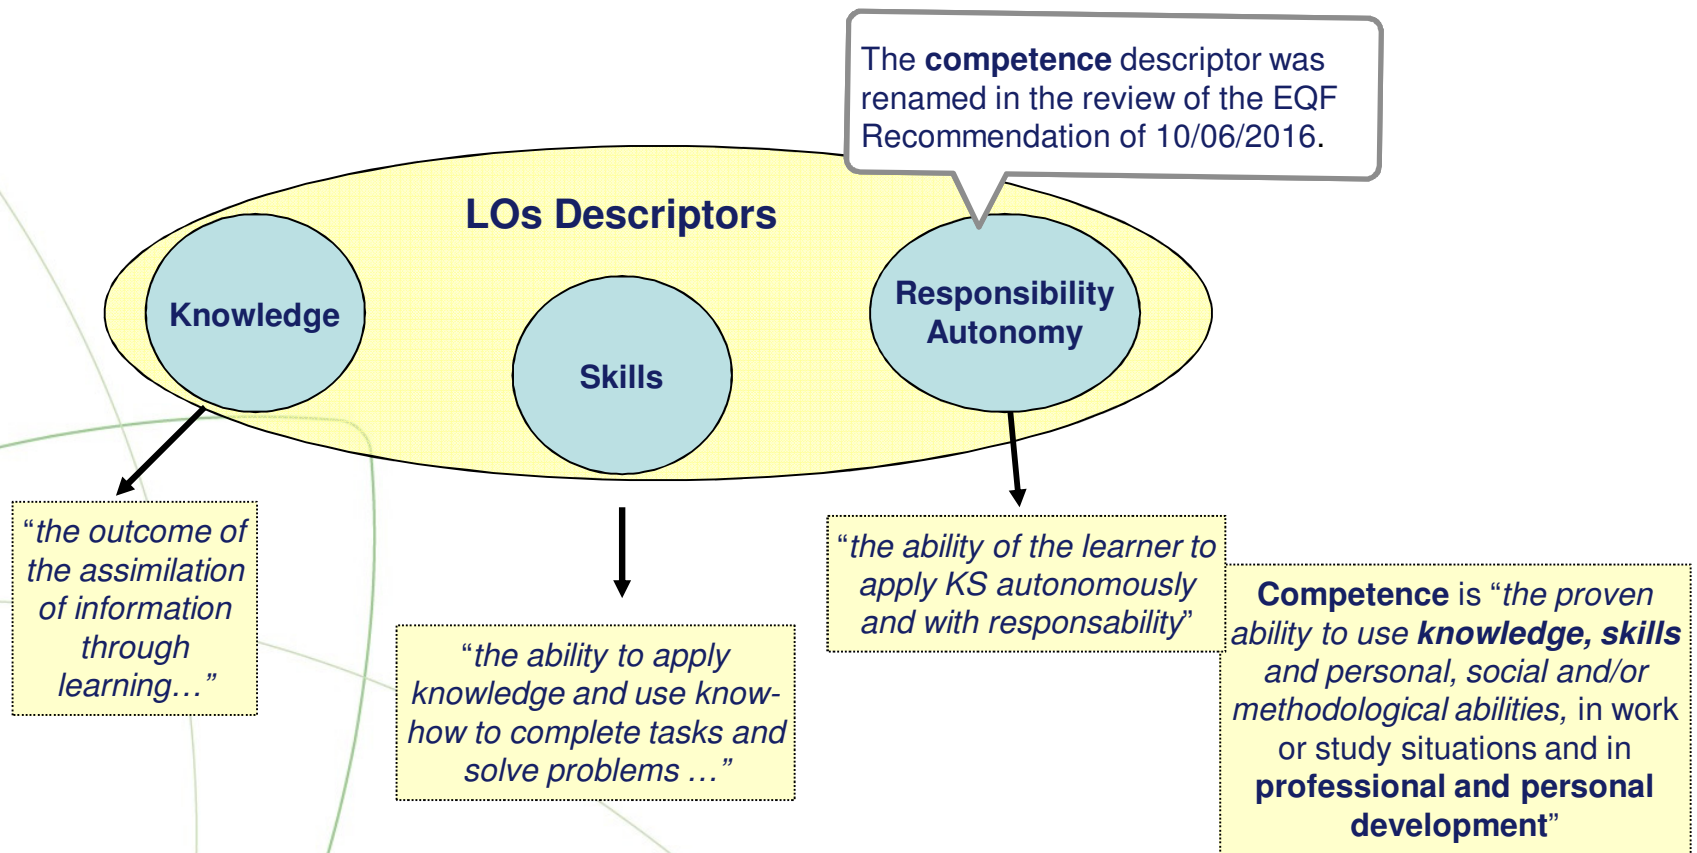 The competence descriptor was
renamed in the review of the EQF
Recommendation of 10/06/2016.
LOs Descriptors
Knowledge
Skills
Responsibility
Autonomy
“the outcome of
the assimilation
of information
through
learning…”
“the ability to apply
knowledge and use know-
how to complete tasks and
solve problems …”
“the ability of the learner to
apply KS autonomously
and with responsability”
Competence is “the proven
ability to use knowledge, skills
and personal, social and/or
methodological abilities, in work
or study situations and in
professional and personal
development”